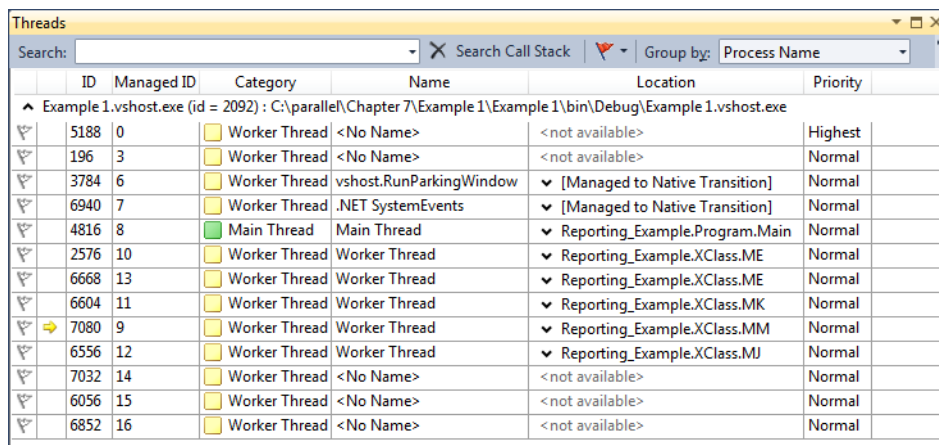 Threads
Search: Search Call Stack Group by: Process Name
ID Managed ID Category Name Location Priority
Example 1.vshost.exe (id = 2092) : C:\parallel\Chapter 7\Example 1\Example 1\bin\Debug\Example 1.vshost.exe
5188 0 Worker Thread <No Name> <not available> Highest
196 3 Worker Thread <No Name> <not available> Normal
3784 6 Worker Thread vshost.RunParkingWindow [Managed to Native Transition] Normal
6940 7 Worker Thread .NET SystemEvents [Managed to Native Transition] Normal
4816 8 Main Thread Main Thread Reporting_Example.Program.Main Normal
2576 10 Worker Thread Worker Thread Reporting_Example.XClass.ME Normal
6668 13 Worker Thread Worker Thread Reporting_Example.XClass.ME Normal
6604 11 Worker Thread Worker Thread Reporting_Example.XClass.MK Normal
7080 9 Worker Thread Worker Thread Reporting_Example.XClass.MM Normal
6556 12 Worker Thread Worker Thread Reporting_Example.XClass.MJ Normal
7032 14 Worker Thread <No Name> <not available> Normal
6056 15 Worker Thread <No Name> <not available> Normal
6852 16 Worker Thread <No Name> <not available> Normal